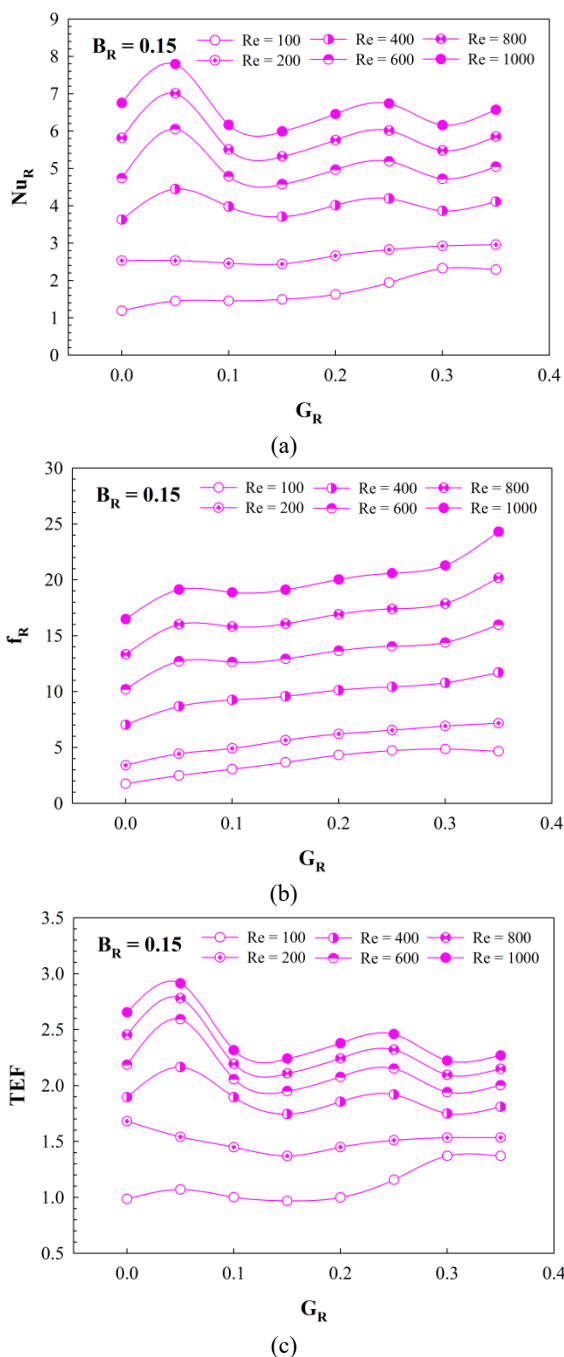 B_R = 0.15
Re = 100 Re = 400 Re = 800
Re = 200 Re = 600 Re = 1000
9
8
7
6
5
4
3
2
1
0
Nu_R
0.0 0.1 0.2 0.3 0.4
G_R
(a)
B_R = 0.15
Re = 100 Re = 400 Re = 800
Re = 200 Re = 600 Re = 1000
30
25
20
15
10
5
0
f_R
0.0 0.1 0.2 0.3 0.4
G_R
(b)
B_R = 0.15
Re = 100 Re = 400 Re = 800
Re = 200 Re = 600 Re = 1000
3.5
3.0
2.5
2.0
1.5
1.0
0.5
TEF
0.0 0.1 0.2 0.3 0.4
G_R
(c)